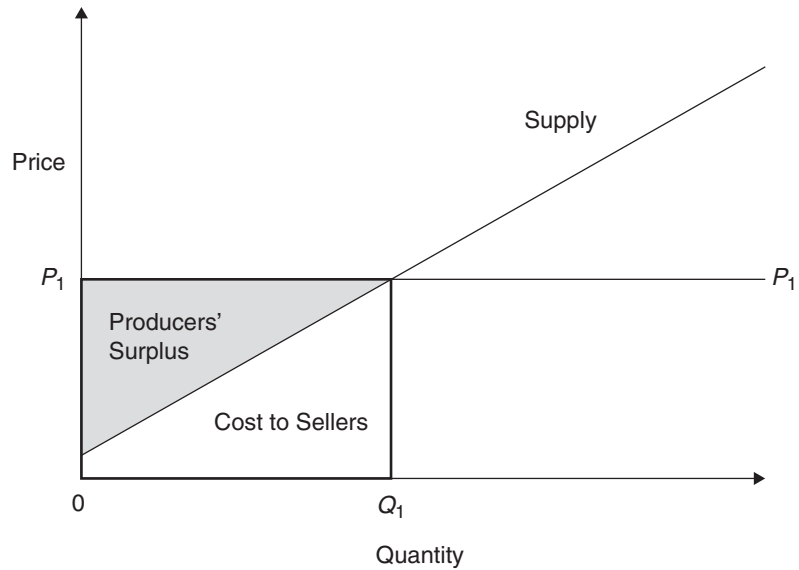 Supply
Price
P₁
P₁
Producers'
Surplus
Cost to Sellers
0
Q₁
Quantity